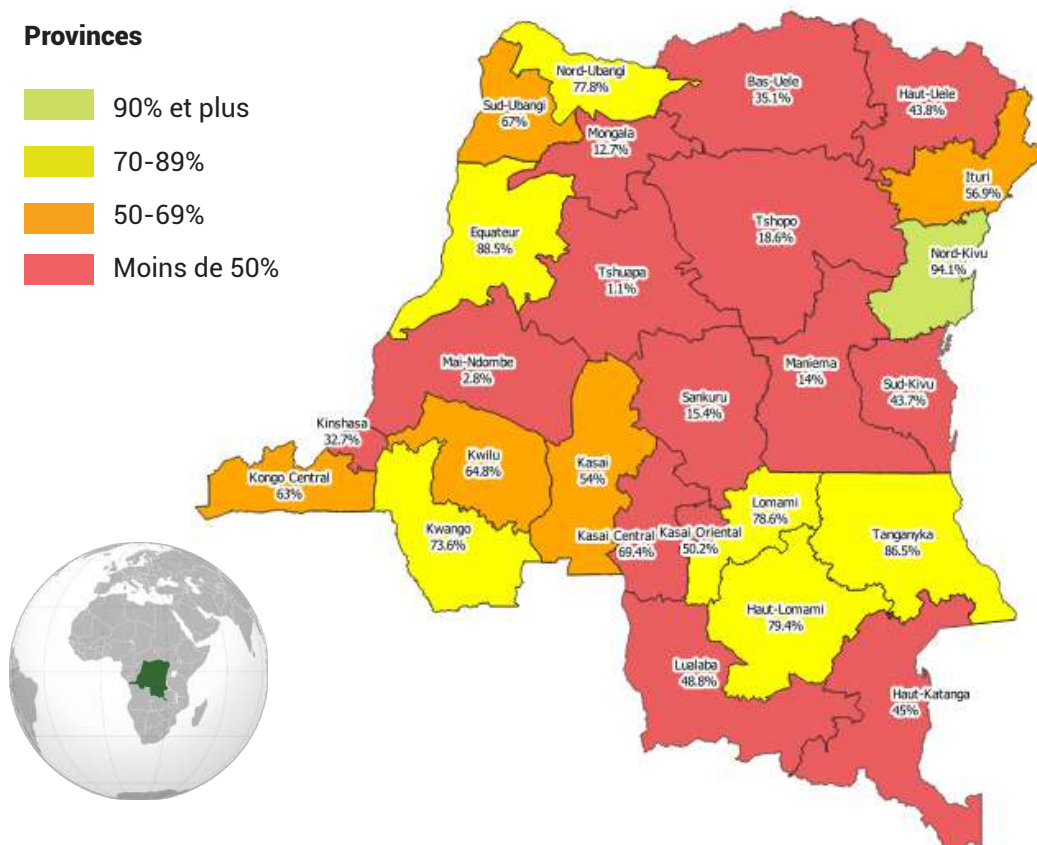 Provinces
90% et plus
70-89%
50-69%
Moins de 50%
Nord-Ubangi
77.8%
Bas-Uele
35.1%
Haut-Uele
43.8%
Sud-Ubangi
67%
Mongala
12.7%
Ituri
56.9%
Equateur
88.5%
Tshopo
18.6%
Nord-Kivu
94.1%
Tshuapa
1.1%
Mai-Ndombe
2.8%
Maniema
14%
Sud-Kivu
43.7%
Sankuru
15.4%
Kinshasa
32.7%
Kwilu
64.8%
Kasai
54%
Kongo Central
63%
Lomami
78.6%
Kwango
73.6%
Kasai Central
69.4%
Kasai Oriental
50.2%
Tanganyka
86.5%
Haut-Lomami
79.4%
Lualaba
48.8%
Haut-Katanga
45%